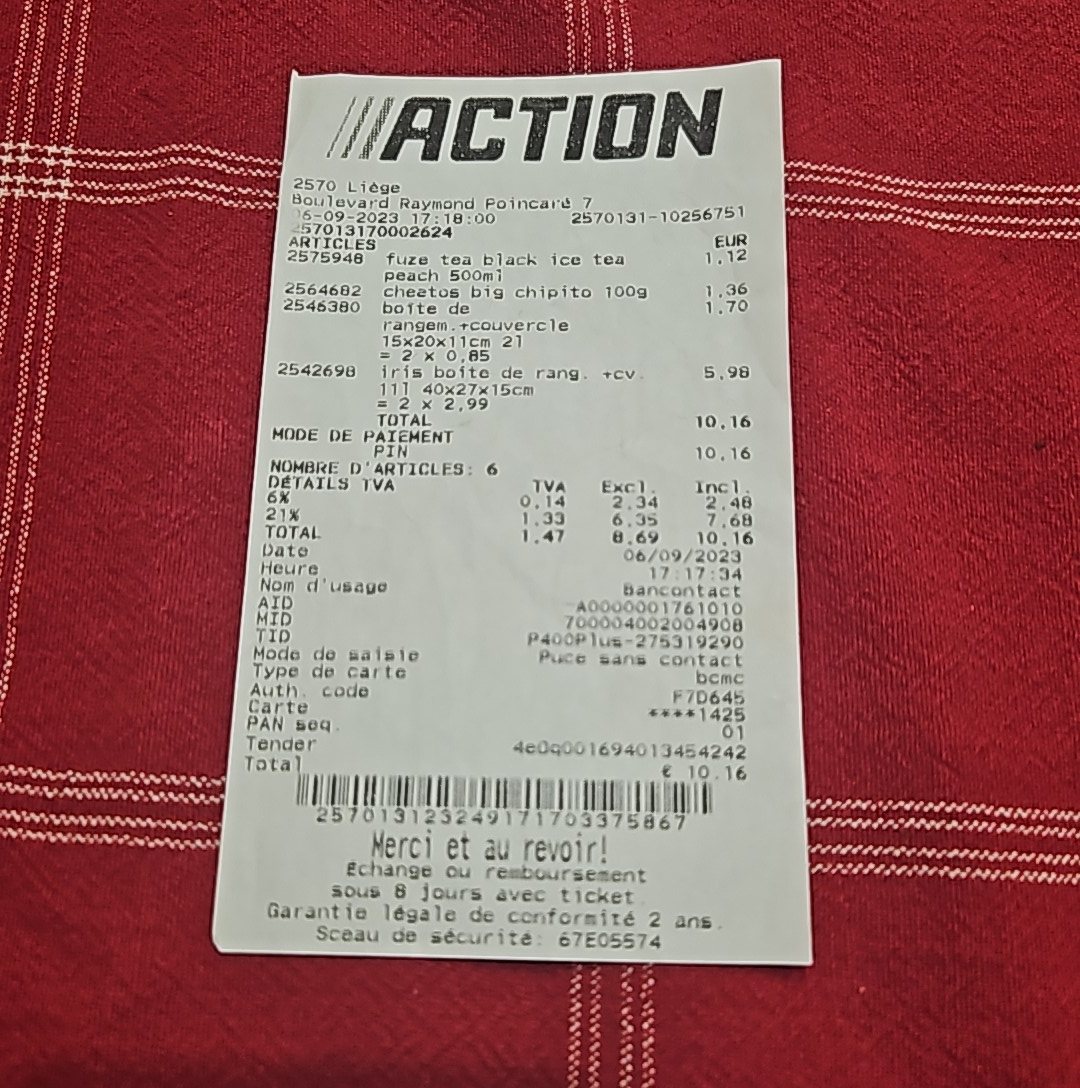 ACTION
2570 Liège
Boulevard Raymond Poincaré 7
6-09-2023 17:18:00 2570131-10256751
257013170002624
ARTICLES EUR
2575948 fuze tea black ice tea 1,12
peach 500ml
2564682 cheetos big chipito 100g 1,36
2546380 boîte de 1,70
rangem.+couvercle
15x20x11cm 2l
= 2 x 0,85
2542698 iris boîte de rang. +cv. 5,98
11l 40x27x15cm
= 2 x 2,99
TOTAL 10,16
MODE DE PAIEMENT
PIN 10,16
NOMBRE D'ARTICLES: 6
DÉTAILS TVA TVA Excl. Incl.
6% 0,14 2,34 2,48
21% 1,33 6,35 7,68
TOTAL 1,47 8,69 10,16
Date 06/09/2023
Heure 17:17:34
Nom d'usage Bancontact
AID A0000001761010
MID 700004002004908
TID P400Plus-275319290
Mode de saisie Puce sans contact
Type de carte bcmc
Auth. code F7D645
Carte ****1425
PAN seq. 01
Tender 4e0q001694013454242
Total € 10.16
257013123249171703375867
Merci et au revoir!
Échange ou remboursement
sous 8 jours avec ticket.
Garantie légale de conformité 2 ans.
Sceau de sécurité: 67E05574